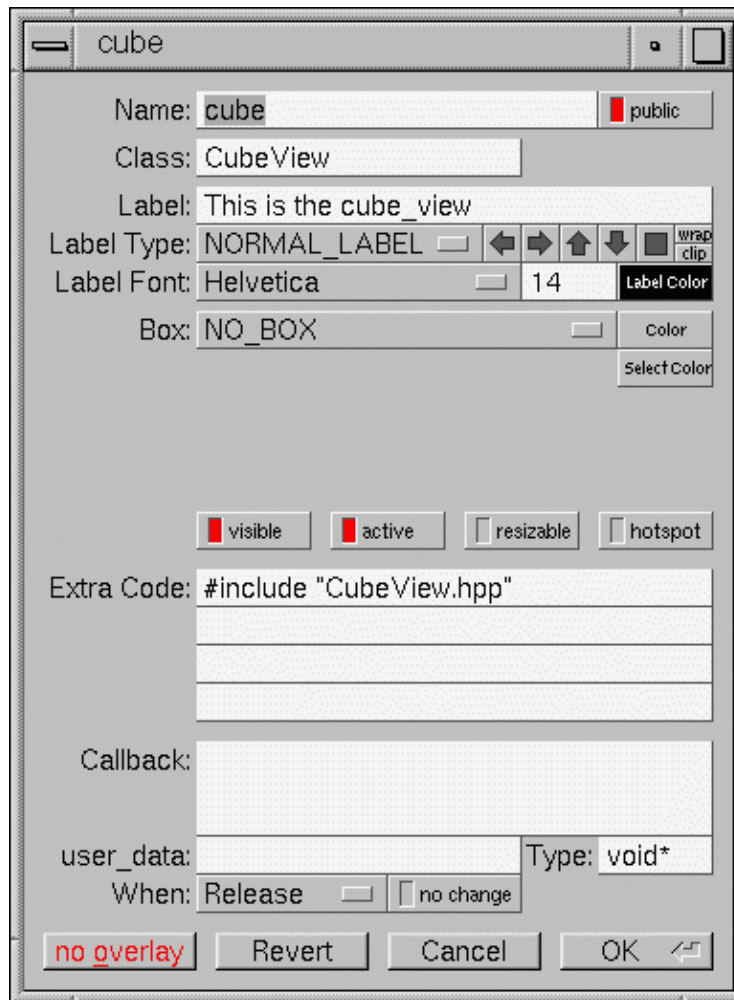 cube
Name: cube public
Class: CubeView
Label: This is the cube_view
Label Type: NORMAL_LABEL wrap clip
Label Font: Helvetica 14 Label Color
Box: NO_BOX Color
Select Color
visible active resizable hotspot
Extra Code: #include "CubeView.hpp"
Callback:
user_data: Type: void*
When: Release no change
no overlay Revert Cancel OK